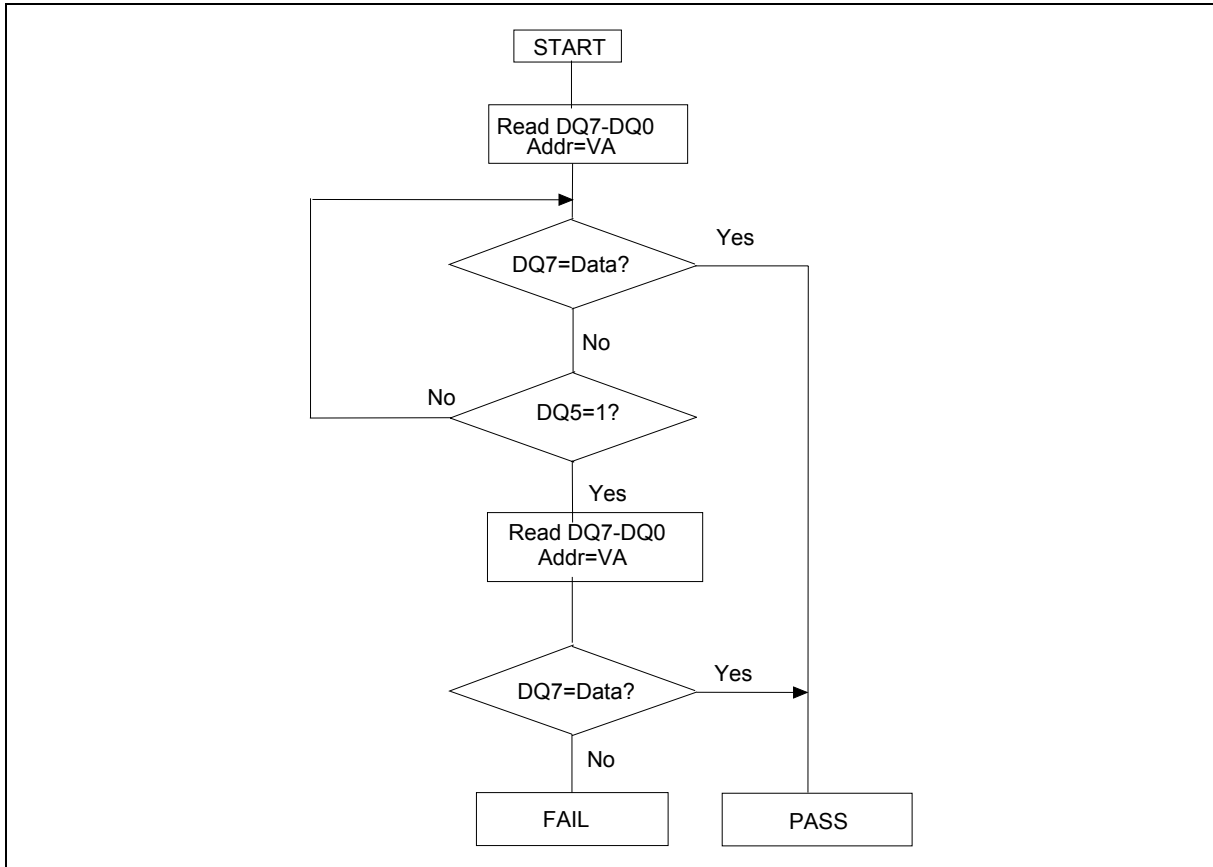 START
Read DQ7-DQ0
Addr=VA
Yes
DQ7=Data?
No
No
DQ5=1?
Yes
Read DQ7-DQ0
Addr=VA
Yes
DQ7=Data?
No
FAIL
PASS